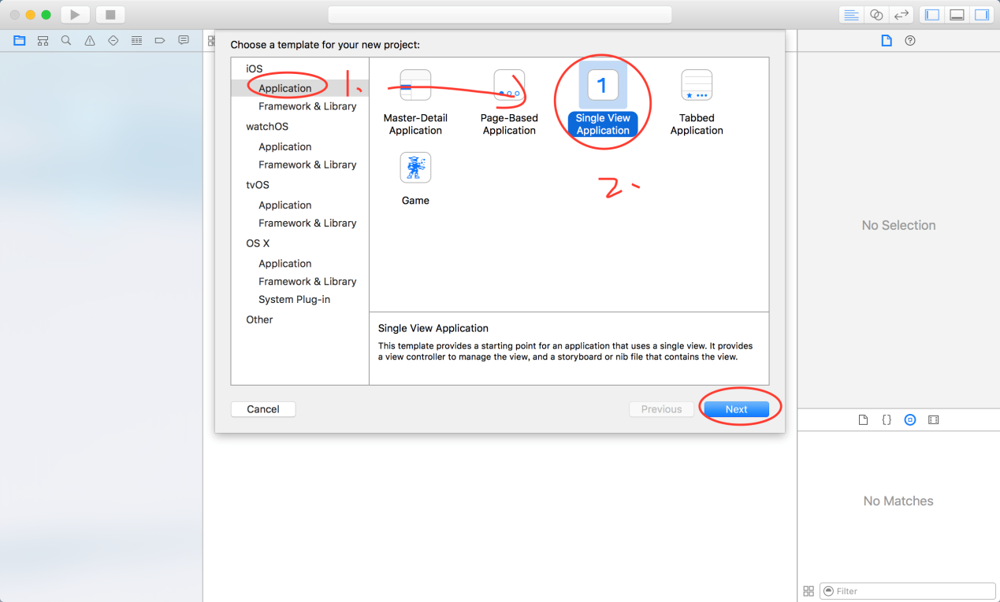 Choose a template for your new project:
iOS
Application
Framework & Library
watchOS
Application
Framework & Library
tvOS
Application
Framework & Library
OS X
Application
Framework & Library
System Plug-in
Other
1.
Master-Detail
Application
Page-Based
Application
1
Single View
Application
Tabbed
Application
Game
2.
Single View Application
This template provides a starting point for an application that uses a single view. It provides
a view controller to manage the view, and a storyboard or nib file that contains the view.
Cancel
Previous
Next
No Selection
{}
No Matches
Filter